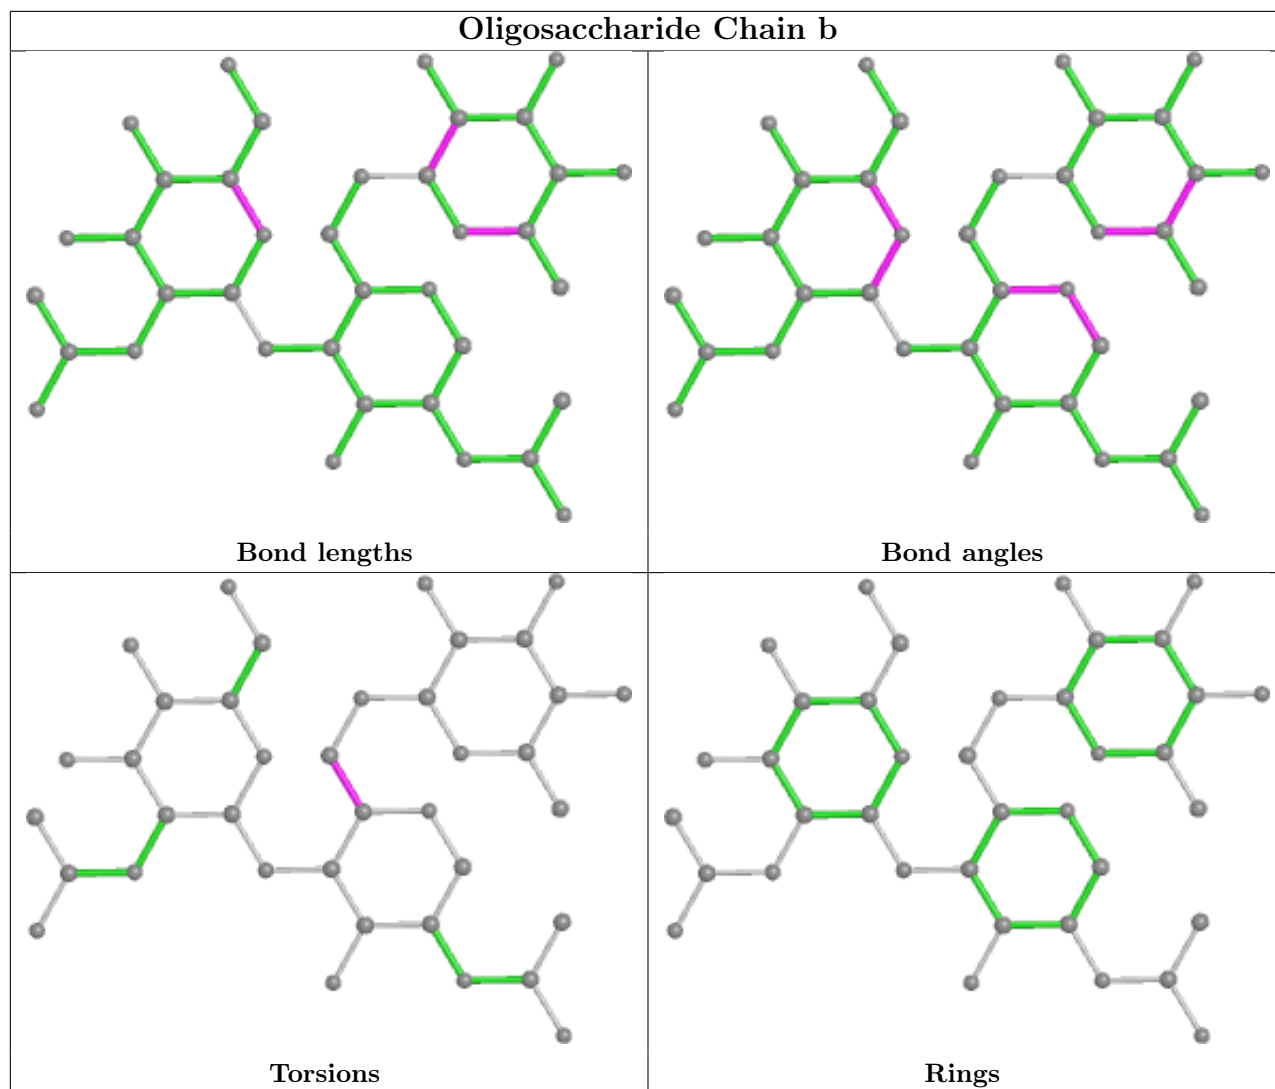 Oligosaccharide Chain b
Bond lengths
Bond angles
Torsions
Rings